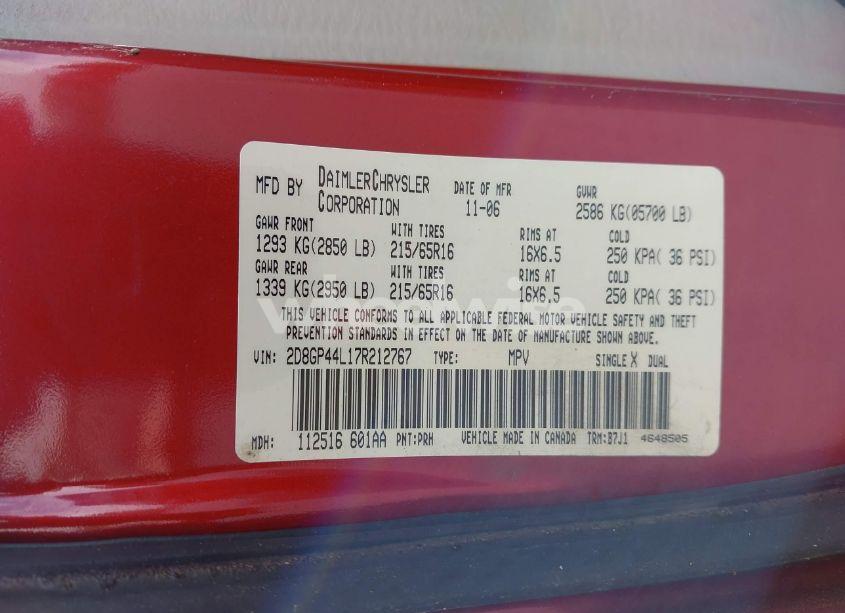 MFD BY DAIMLERCHRYSLER CORPORATION DATE OF MFR 11-06 GVWR 2586 KG(05700 LB)
GAWR FRONT WITH TIRES RIMS AT COLD
1293 KG(2850 LB) 215/65R16 16X6.5 250 KPA( 36 PSI)
GAWR REAR WITH TIRES RIMS AT COLD
1339 KG(2950 LB) 215/65R16 16X6.5 250 KPA( 36 PSI)
THIS VEHICLE CONFORMS TO ALL APPLICABLE FEDERAL MOTOR VEHICLE SAFETY AND THEFT
PREVENTION STANDARDS IN EFFECT ON THE DATE OF MANUFACTURE SHOWN ABOVE.
VIN: 2D8GP44L17R212767 TYPE: MPV SINGLE X DUAL
MDH: 112516 601AA PNT:PRH VEHICLE MADE IN CANADA TRM:B7J1 4648505